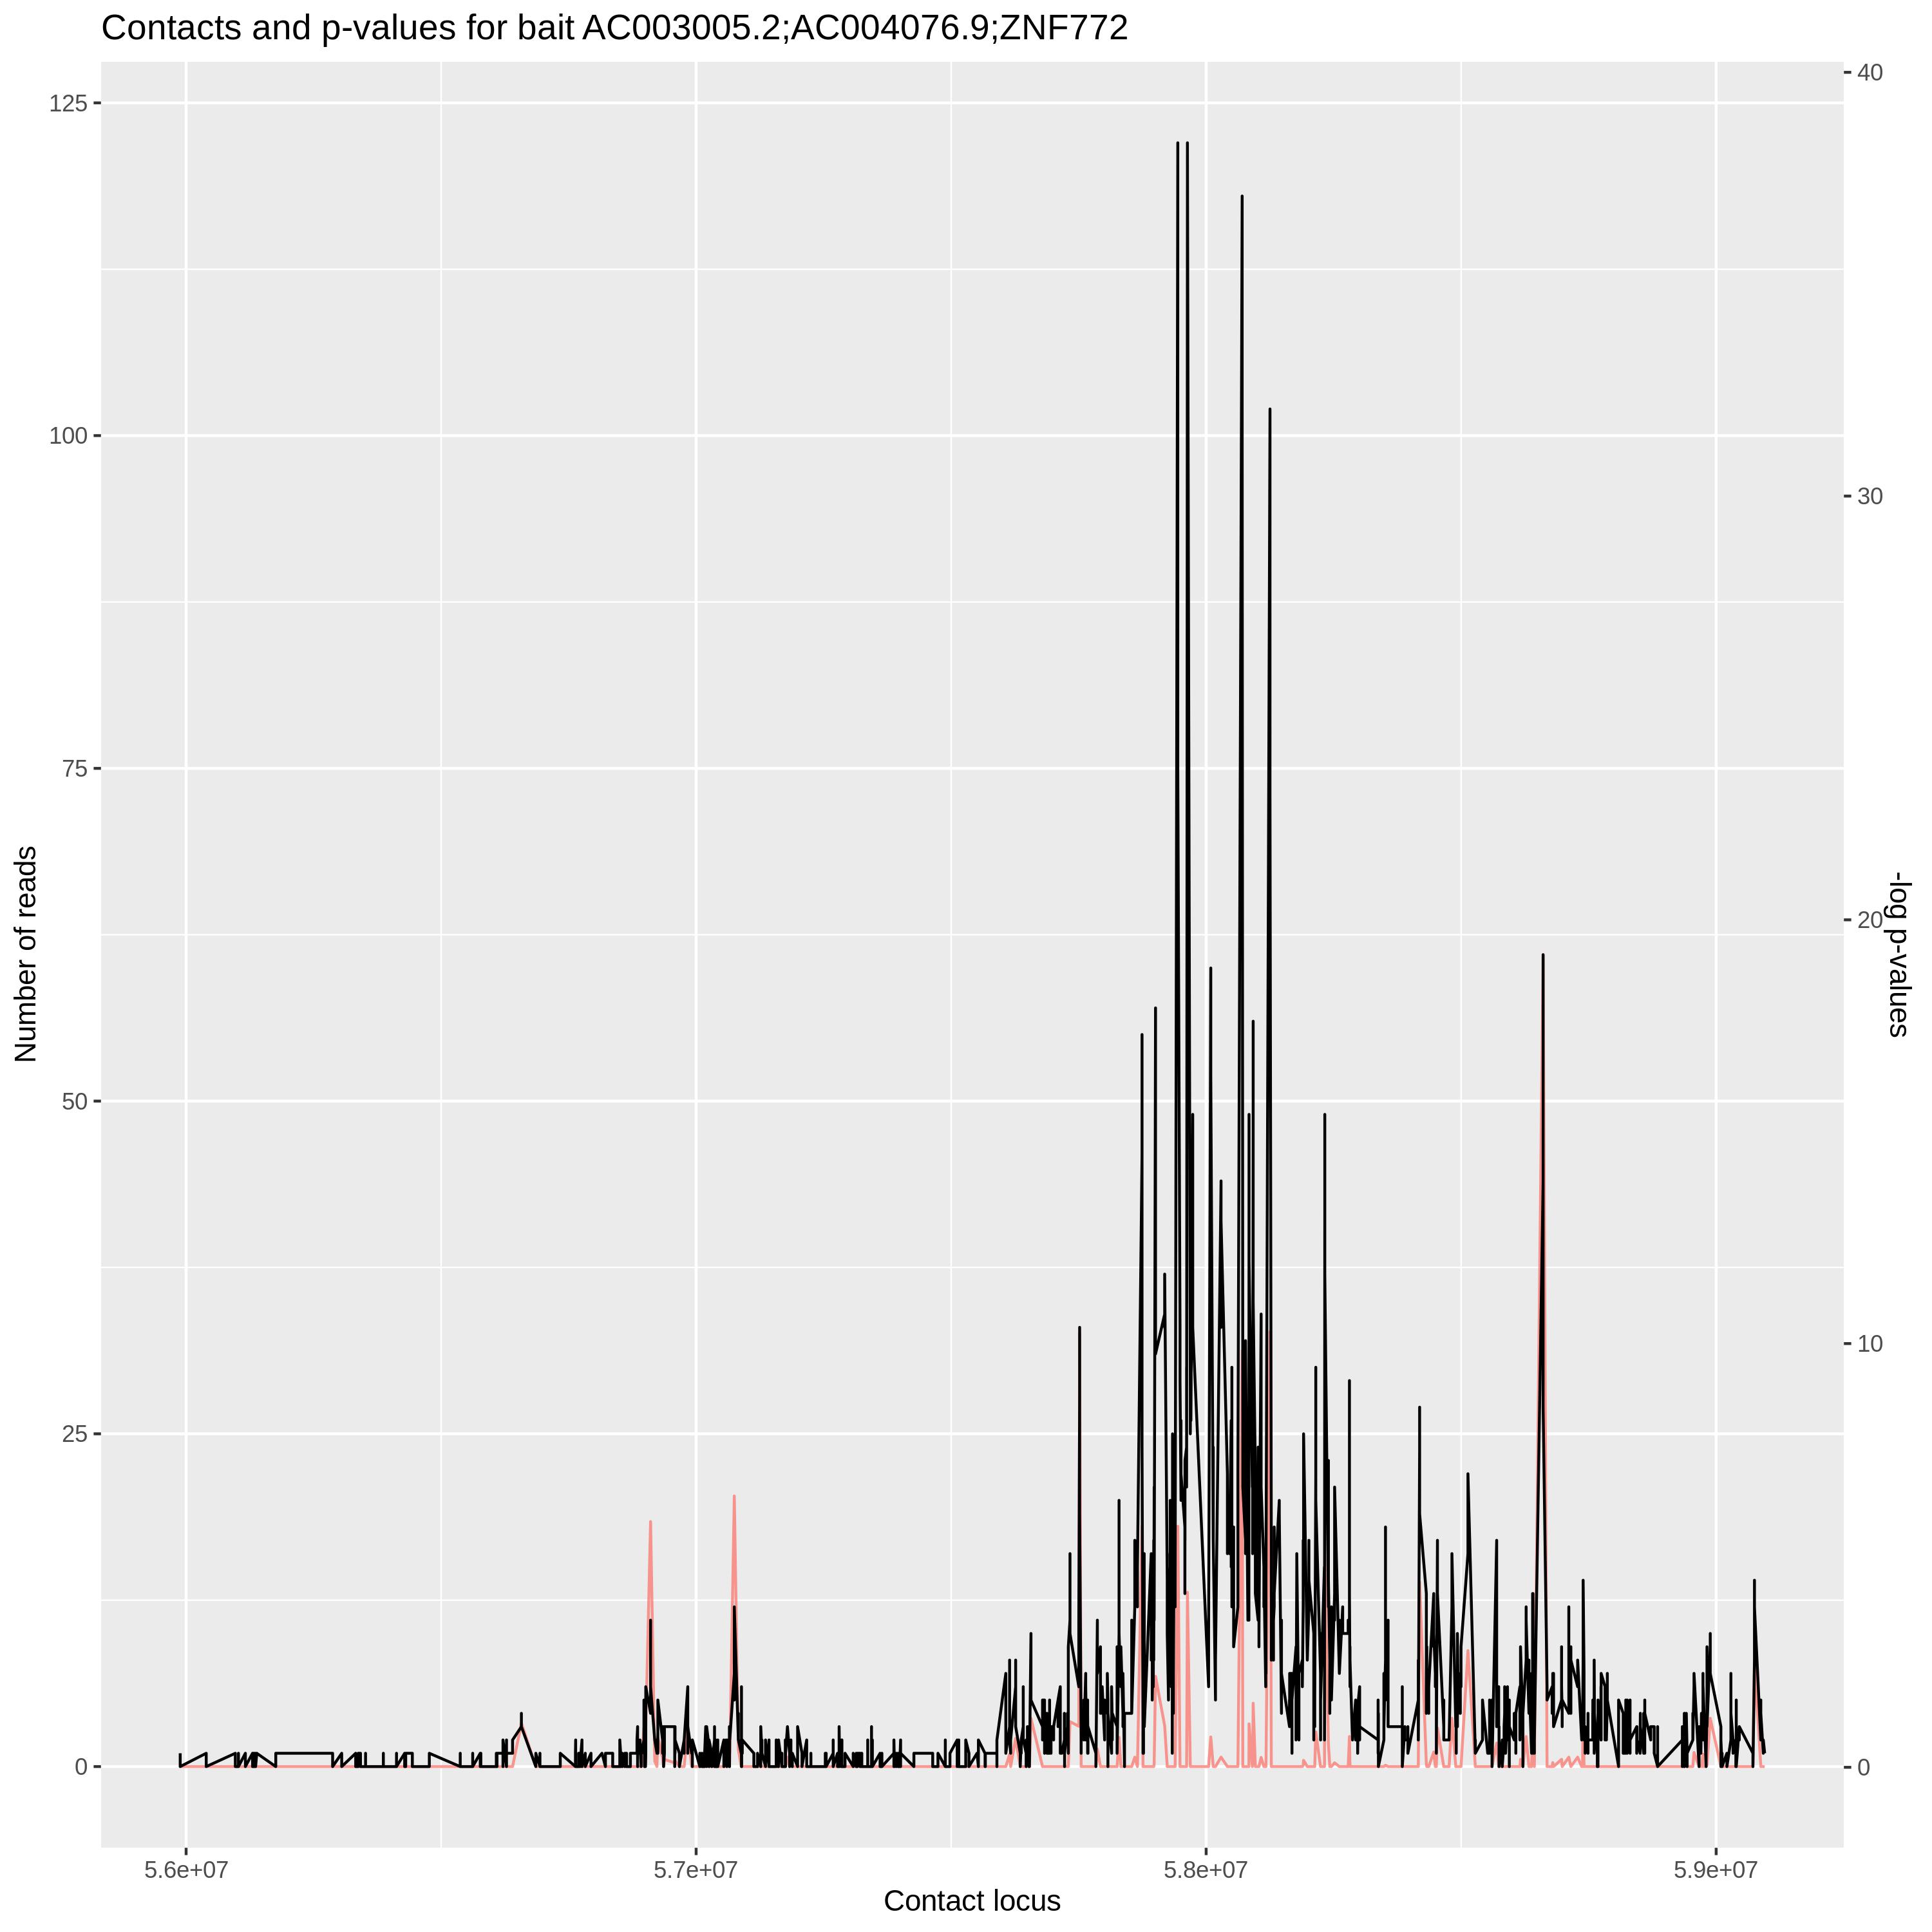 Contacts and p-values for bait AC003005.2;AC004076.9;ZNF772
125
100
75
50
25
0
Number of reads
40
30
20
10
0
-log p-values
5.6e+07
5.7e+07
5.8e+07
5.9e+07
Contact locus